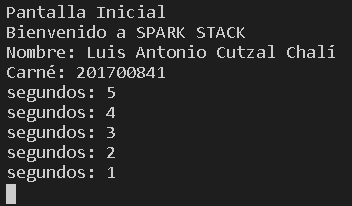 Pantalla Inicial
Bienvenido a SPARK STACK
Nombre: Luis Antonio Cutzal Chalí
Carné: 201700841
segundos: 5
segundos: 4
segundos: 3
segundos: 2
segundos: 1